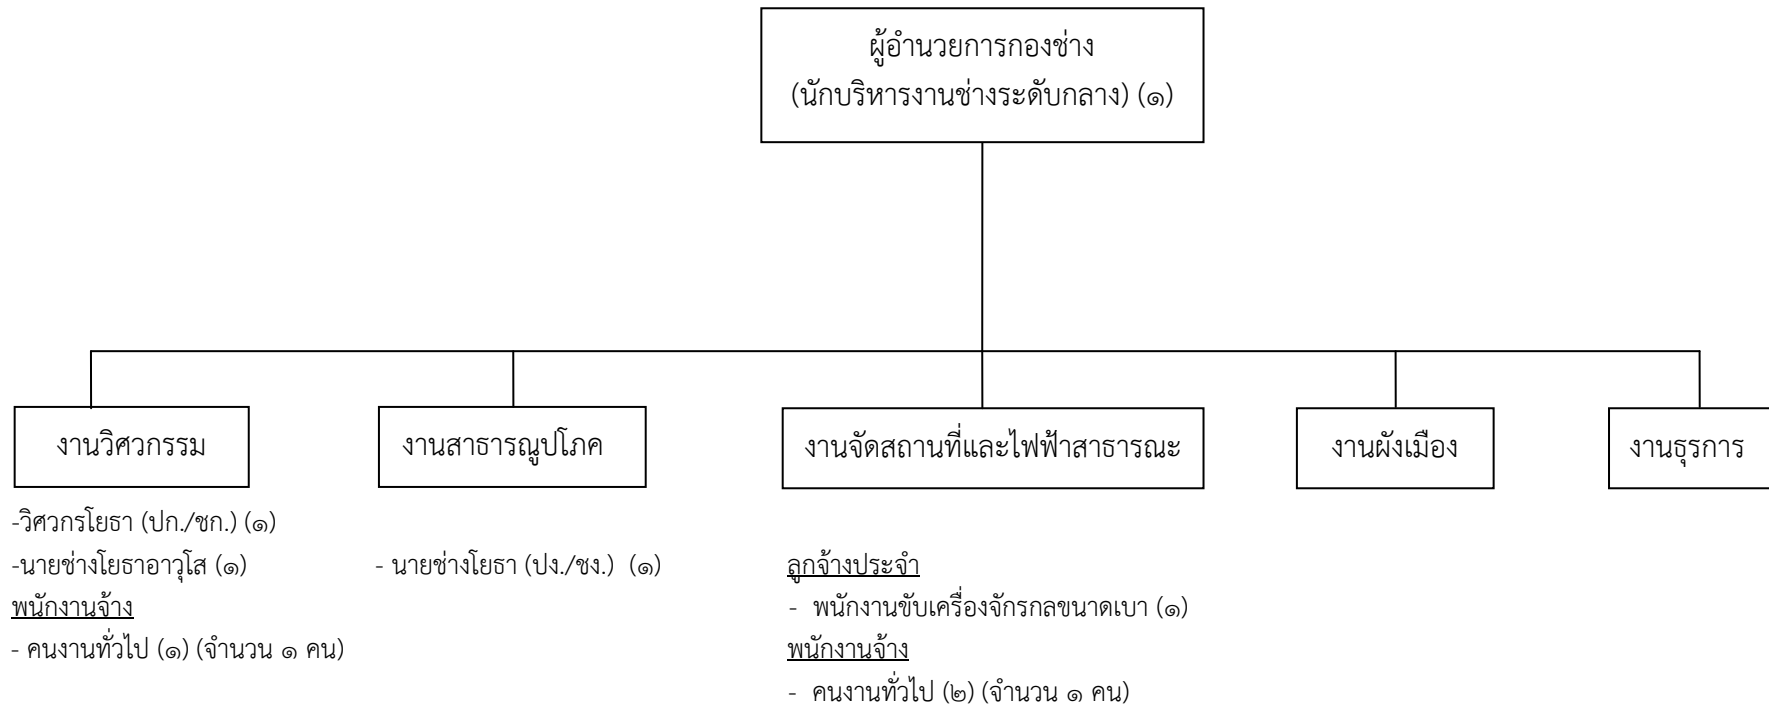 ผู้อำนวยการกองช่าง
(นักบริหารงานช่างระดับกลาง) (๑)
งานวิศวกรรม
-วิศวกรโยธา (ปก./ชก.) (๑)
-นายช่างโยธาอาวุโส (๑)
พนักงานจ้าง
- คนงานทั่วไป (๑) (จำนวน ๑ คน)
งานสาธารณูปโภค
- นายช่างโยธา (ปง./ชง.) (๑)
งานจัดสถานที่และไฟฟ้าสาธารณะ
ลูกจ้างประจำ
- พนักงานขับเครื่องจักรกลขนาดเบา (๑)
พนักงานจ้าง
- คนงานทั่วไป (๒) (จำนวน ๑ คน)
งานผังเมือง
งานธุรการ